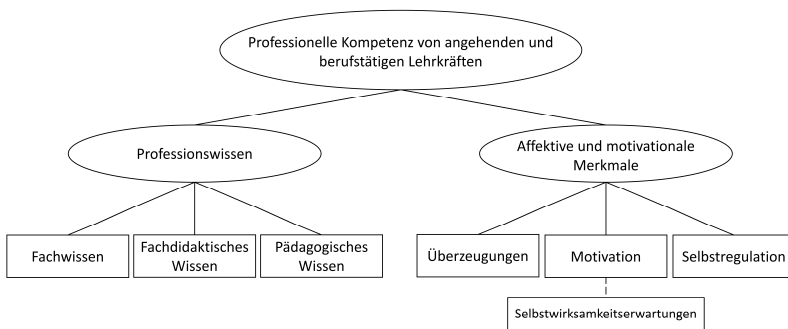 Professionelle Kompetenz von angehenden und
berufstätigen Lehrkräften
Professionswissen
Affektive und motivationale
Merkmale
Fachwissen
Fachdidaktisches
Wissen
Pädagogisches
Wissen
Überzeugungen
Motivation
Selbstregulation
Selbstwirksamkeitserwartungen